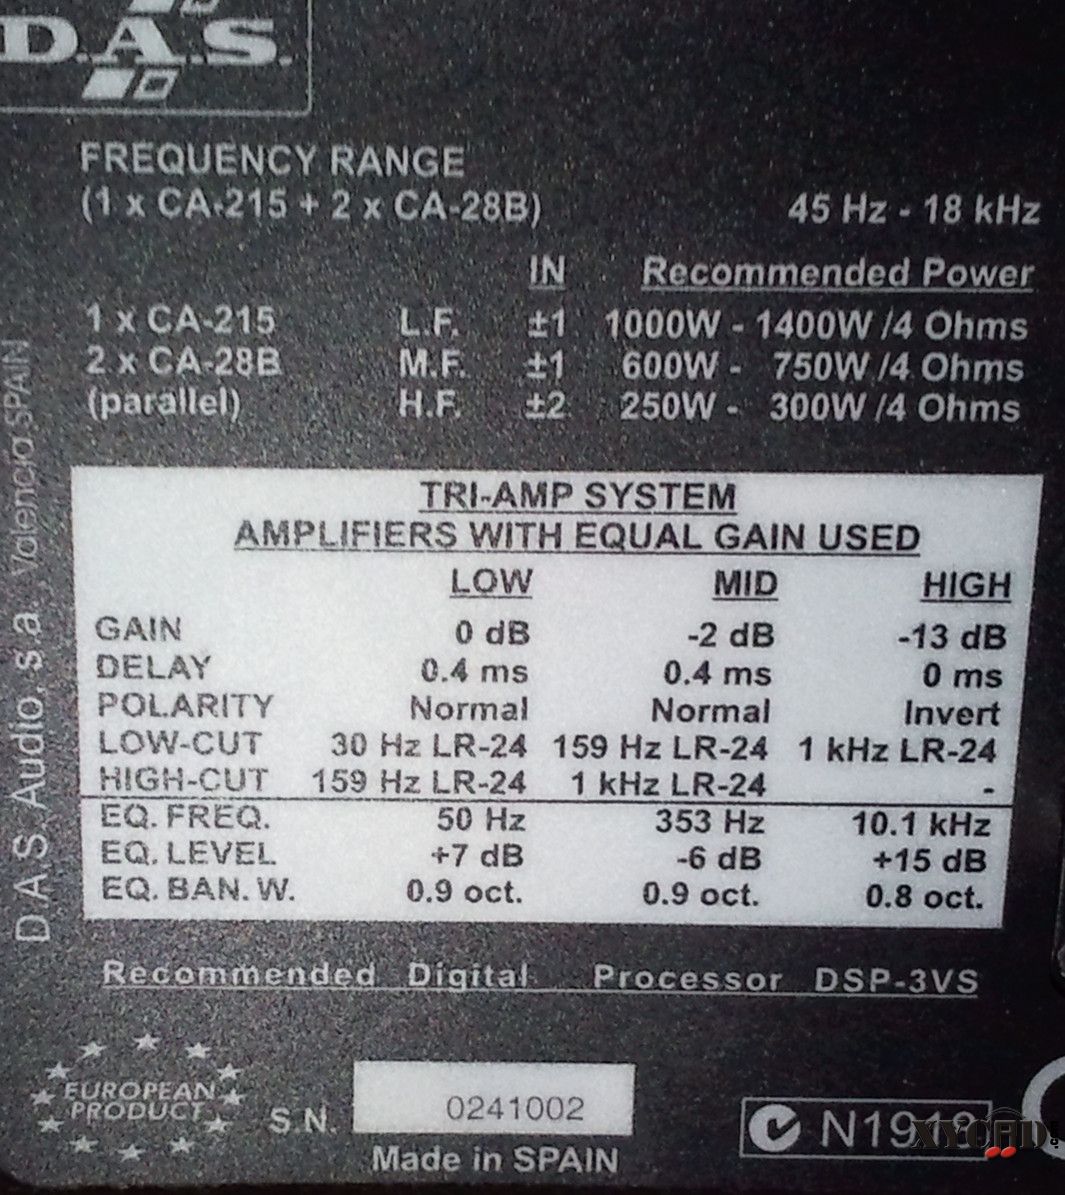 D.A.S.
FREQUENCY RANGE
(1 x CA-215 + 2 x CA-28B) 45 Hz - 18 kHz
IN Recommended Power
1 x CA-215 L.F. ±1 1000W - 1400W /4 Ohms
2 x CA-28B M.F. ±1 600W - 750W /4 Ohms
(parallel) H.F. ±2 250W - 300W /4 Ohms
D.A.S. Audio, s.a, Valencia SPAIN
TRI-AMP SYSTEM
AMPLIFIERS WITH EQUAL GAIN USED
LOW MID HIGH
GAIN 0 dB -2 dB -13 dB
DELAY 0.4 ms 0.4 ms 0 ms
POLARITY Normal Normal Invert
LOW-CUT 30 Hz LR-24 159 Hz LR-24 1 kHz LR-24
HIGH-CUT 159 Hz LR-24 1 kHz LR-24 -
EQ. FREQ. 50 Hz 353 Hz 10.1 kHz
EQ. LEVEL +7 dB -6 dB +15 dB
EQ. BAN. W. 0.9 oct. 0.9 oct. 0.8 oct.
Recommended Digital Processor DSP-3VS
EUROPEAN
PRODUCT
S.N. 0241002
Made in SPAIN